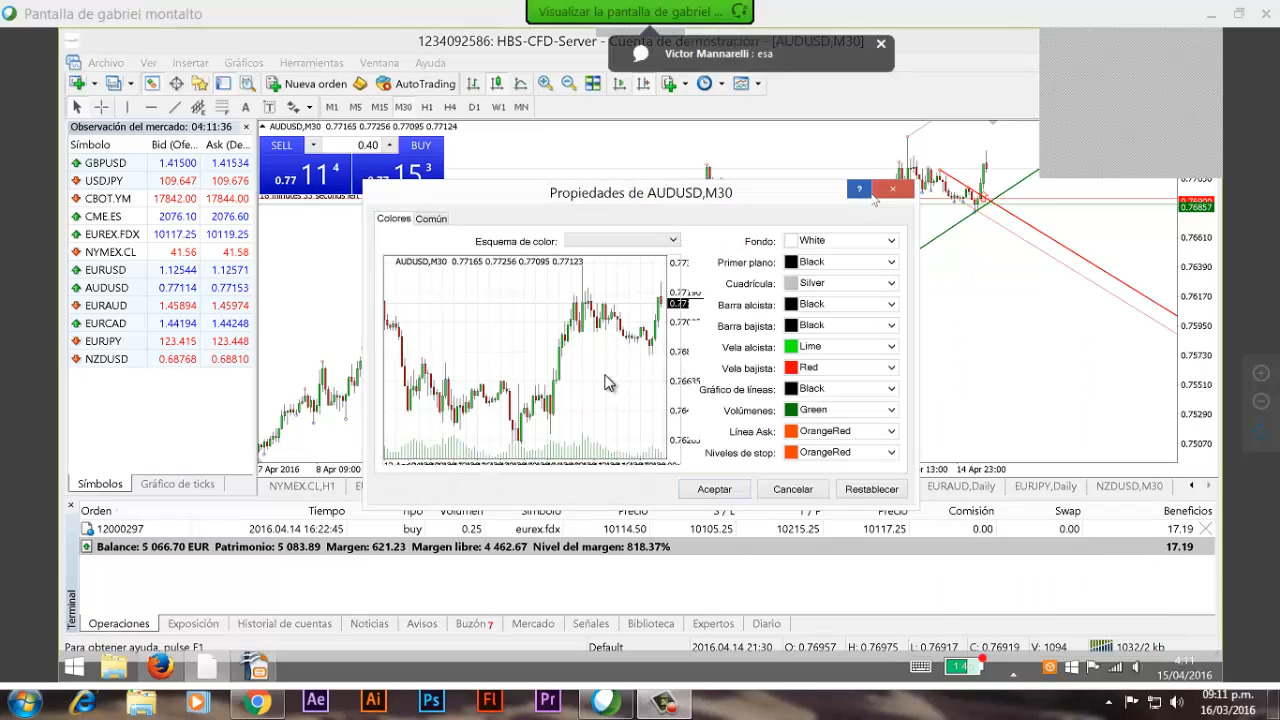 Pantalla de gabriel montalto
Visualizar la pantalla de gabriel ...
1234092586: HBS-CFD-Server - Cuenta de demostración - [AUDUSD,M30]
Victor Mannarelli : esa
Archivo Ver Insertar Gráficos Herramientas Ventana Ayuda
Nueva orden AutoTrading
A T M1 M5 M15 M30 H1 H4 D1 W1 MN
Observación del mercado: 04:11:36
Símbolo Bid (Ofe... Ask (De...
GBPUSD 1.41500 1.41534
USDJPY 109.647 109.676
CBOT.YM 17842.00 17844.00
CME.ES 2076.10 2076.60
EUREX.FDX 10117.25 10119.25
NYMEX.CL 41.56 41.58
EURUSD 1.12544 1.12571
AUDUSD 0.77114 0.77153
EURAUD 1.45894 1.45974
EURCAD 1.44194 1.44248
EURJPY 123.415 123.448
NZDUSD 0.68768 0.68810
Símbolos Gráfico de ticks
AUDUSD,M30 0.77165 0.77256 0.77095 0.77124
SELL 0.40 BUY
0.77 11 4 15 3
Propiedades de AUDUSD,M30
?
Colores Común
Esquema de color:
AUDUSD,M30 0.77165 0.77256 0.77095 0.77123
Fondo: White
Primer plano: Black
Cuadrícula: Silver
Barra alcista: Black
Barra bajista: Black
Vela alcista: Lime
Vela bajista: Red
Gráfico de líneas: Black
Volúmenes: Green
Línea Ask: OrangeRed
Niveles de stop: OrangeRed
Aceptar Cancelar Restablecer
0.76857
0.76610
0.76390
0.76170
0.75950
0.75730
0.75510
0.75290
0.75070
7 Apr 2016 8 Apr 09:00 13:00 14 Apr 23:00
NYMEX.CL,H1 EURAUD,Daily EURJPY,Daily NZDUSD,M30
Orden Tiempo Tipo Volumen Símbolo Precio S / L T / P Precio Comisión Swap Beneficios
12000297 2016.04.14 16:22:45 buy 0.25 eurex.fdx 10114.50 10105.25 10215.25 10117.25 0.00 0.00 17.19
Balance: 5 066.70 EUR Patrimonio: 5 083.89 Margen: 621.23 Margen libre: 4 462.67 Nivel del margen: 818.37% 17.19
Terminal
Operaciones Exposición Historial de cuentas Noticias Avisos Buzón 7 Mercado Señales Biblioteca Expertos Diario
Para obtener ayuda, pulse F1 Default 2016.04.14 21:30 O: 0.76957 H: 0.76975 L: 0.76917 C: 0.76919 V: 1094 1032/2 kb
4:11
15/04/2016
Ae Ai Ps Fl Pr
09:11 p.m.
16/03/2016